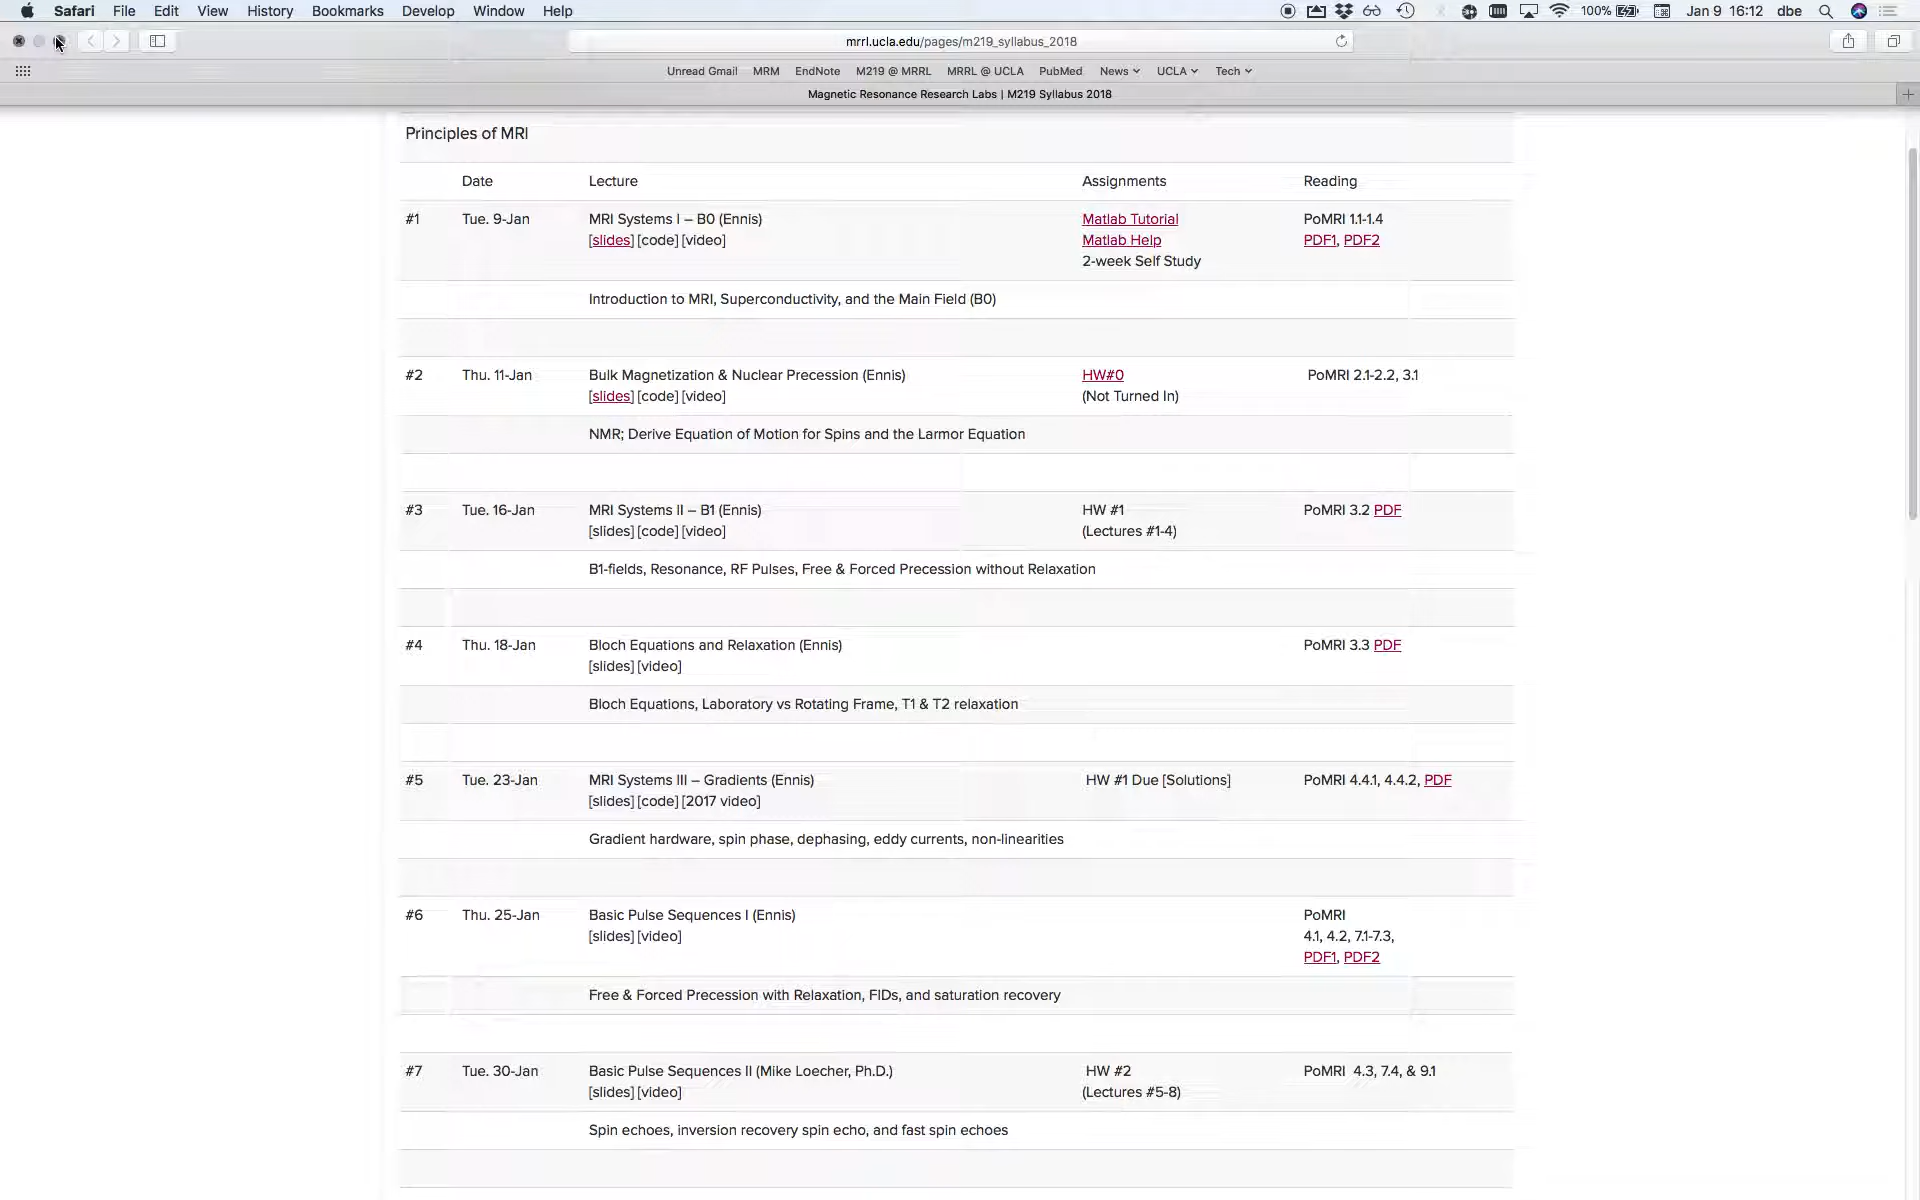 Safari File Edit View History Bookmarks Develop Window Help 100% Jan 9 16:12 dbe
mrrl.ucla.edu/pages/m219_syllabus_2018
Unread Gmail MRM EndNote M219 @ MRRL MRRL @ UCLA PubMed News UCLA Tech
Magnetic Resonance Research Labs | M219 Syllabus 2018
Principles of MRI
Date Lecture Assignments Reading
#1 Tue. 9-Jan MRI Systems I – B0 (Ennis) Matlab Tutorial PoMRI 1.1-1.4
[slides] [code] [video] Matlab Help PDF1, PDF2
2-week Self Study
Introduction to MRI, Superconductivity, and the Main Field (B0)
#2 Thu. 11-Jan Bulk Magnetization & Nuclear Precession (Ennis) HW#0 PoMRI 2.1-2.2, 3.1
[slides] [code] [video] (Not Turned In)
NMR; Derive Equation of Motion for Spins and the Larmor Equation
#3 Tue. 16-Jan MRI Systems II – B1 (Ennis) HW #1 PoMRI 3.2 PDF
[slides] [code] [video] (Lectures #1-4)
B1-fields, Resonance, RF Pulses, Free & Forced Precession without Relaxation
#4 Thu. 18-Jan Bloch Equations and Relaxation (Ennis) PoMRI 3.3 PDF
[slides] [video]
Bloch Equations, Laboratory vs Rotating Frame, T1 & T2 relaxation
#5 Tue. 23-Jan MRI Systems III – Gradients (Ennis) HW #1 Due [Solutions] PoMRI 4.4.1, 4.4.2, PDF
[slides] [code] [2017 video]
Gradient hardware, spin phase, dephasing, eddy currents, non-linearities
#6 Thu. 25-Jan Basic Pulse Sequences I (Ennis) PoMRI
[slides] [video] 4.1, 4.2, 7.1-7.3,
PDF1, PDF2
Free & Forced Precession with Relaxation, FIDs, and saturation recovery
#7 Tue. 30-Jan Basic Pulse Sequences II (Mike Loecher, Ph.D.) HW #2 PoMRI 4.3, 7.4, & 9.1
[slides] [video] (Lectures #5-8)
Spin echoes, inversion recovery spin echo, and fast spin echoes